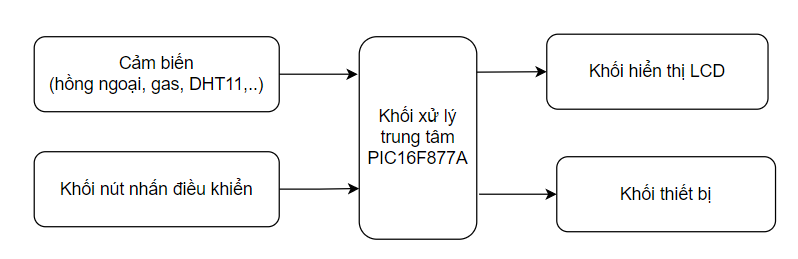 Cảm biến
(hồng ngoại, gas, DHT11,..)
Khối nút nhấn điều khiển
Khối xử lý
trung tâm
PIC16F877A
Khối hiển thị LCD
Khối thiết bị